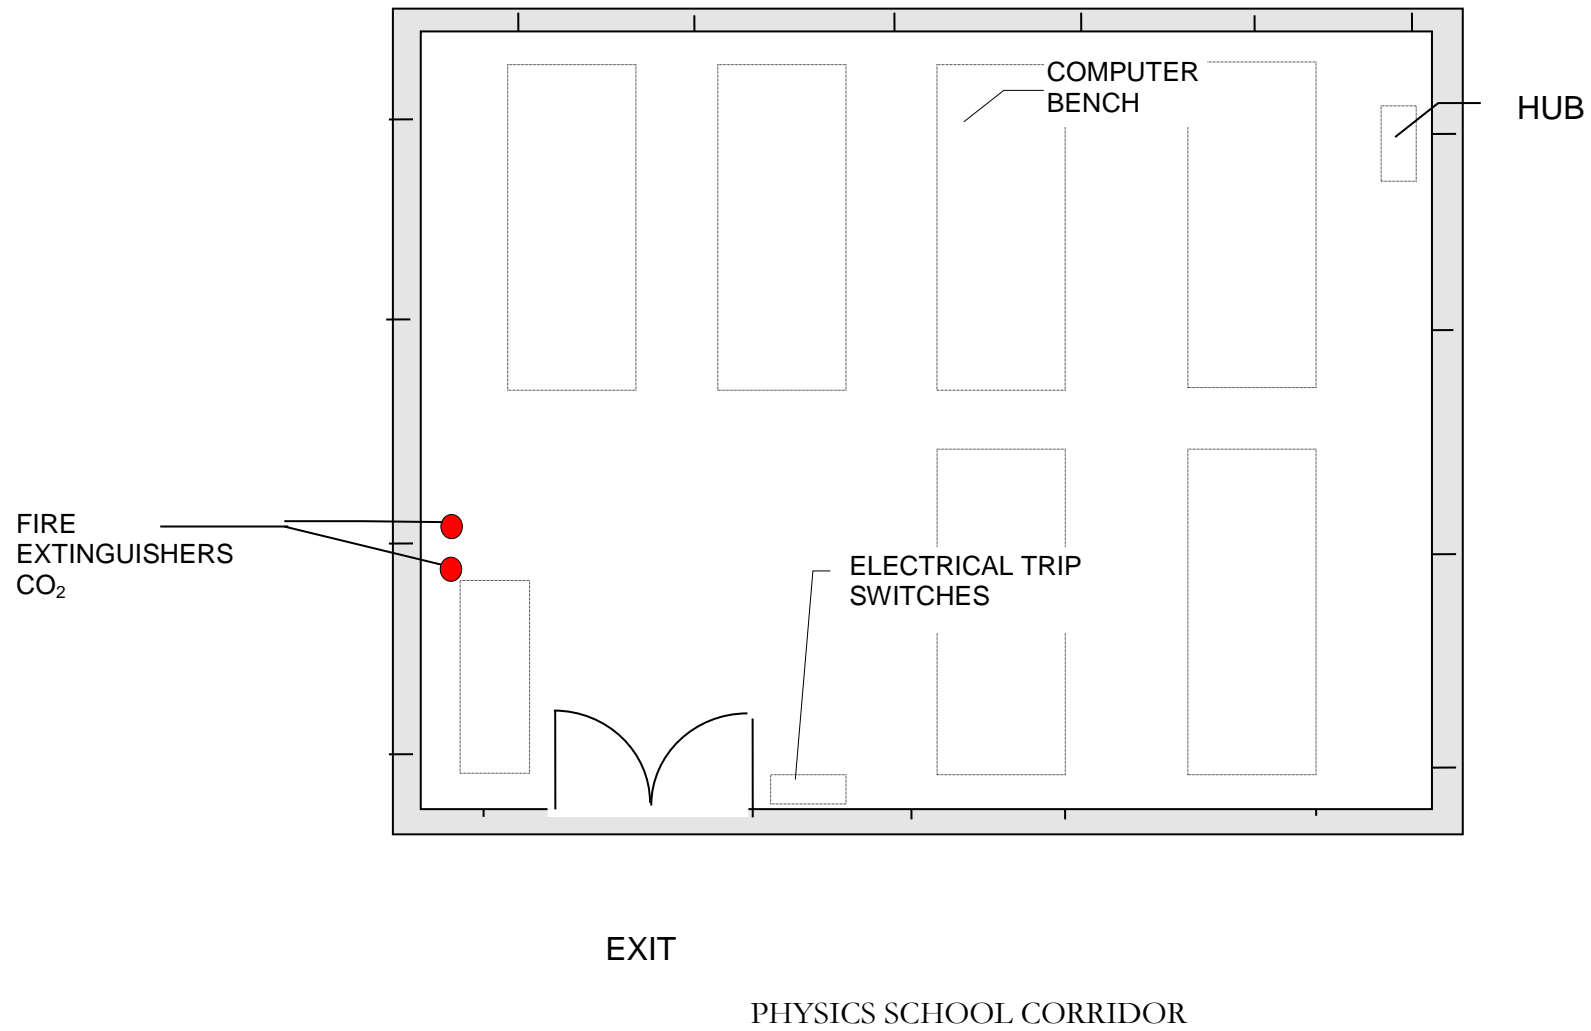 COMPUTER
BENCH
HUB
FIRE
EXTINGUISHERS
CO₂
ELECTRICAL TRIP
SWITCHES
EXIT
PHYSICS SCHOOL CORRIDOR